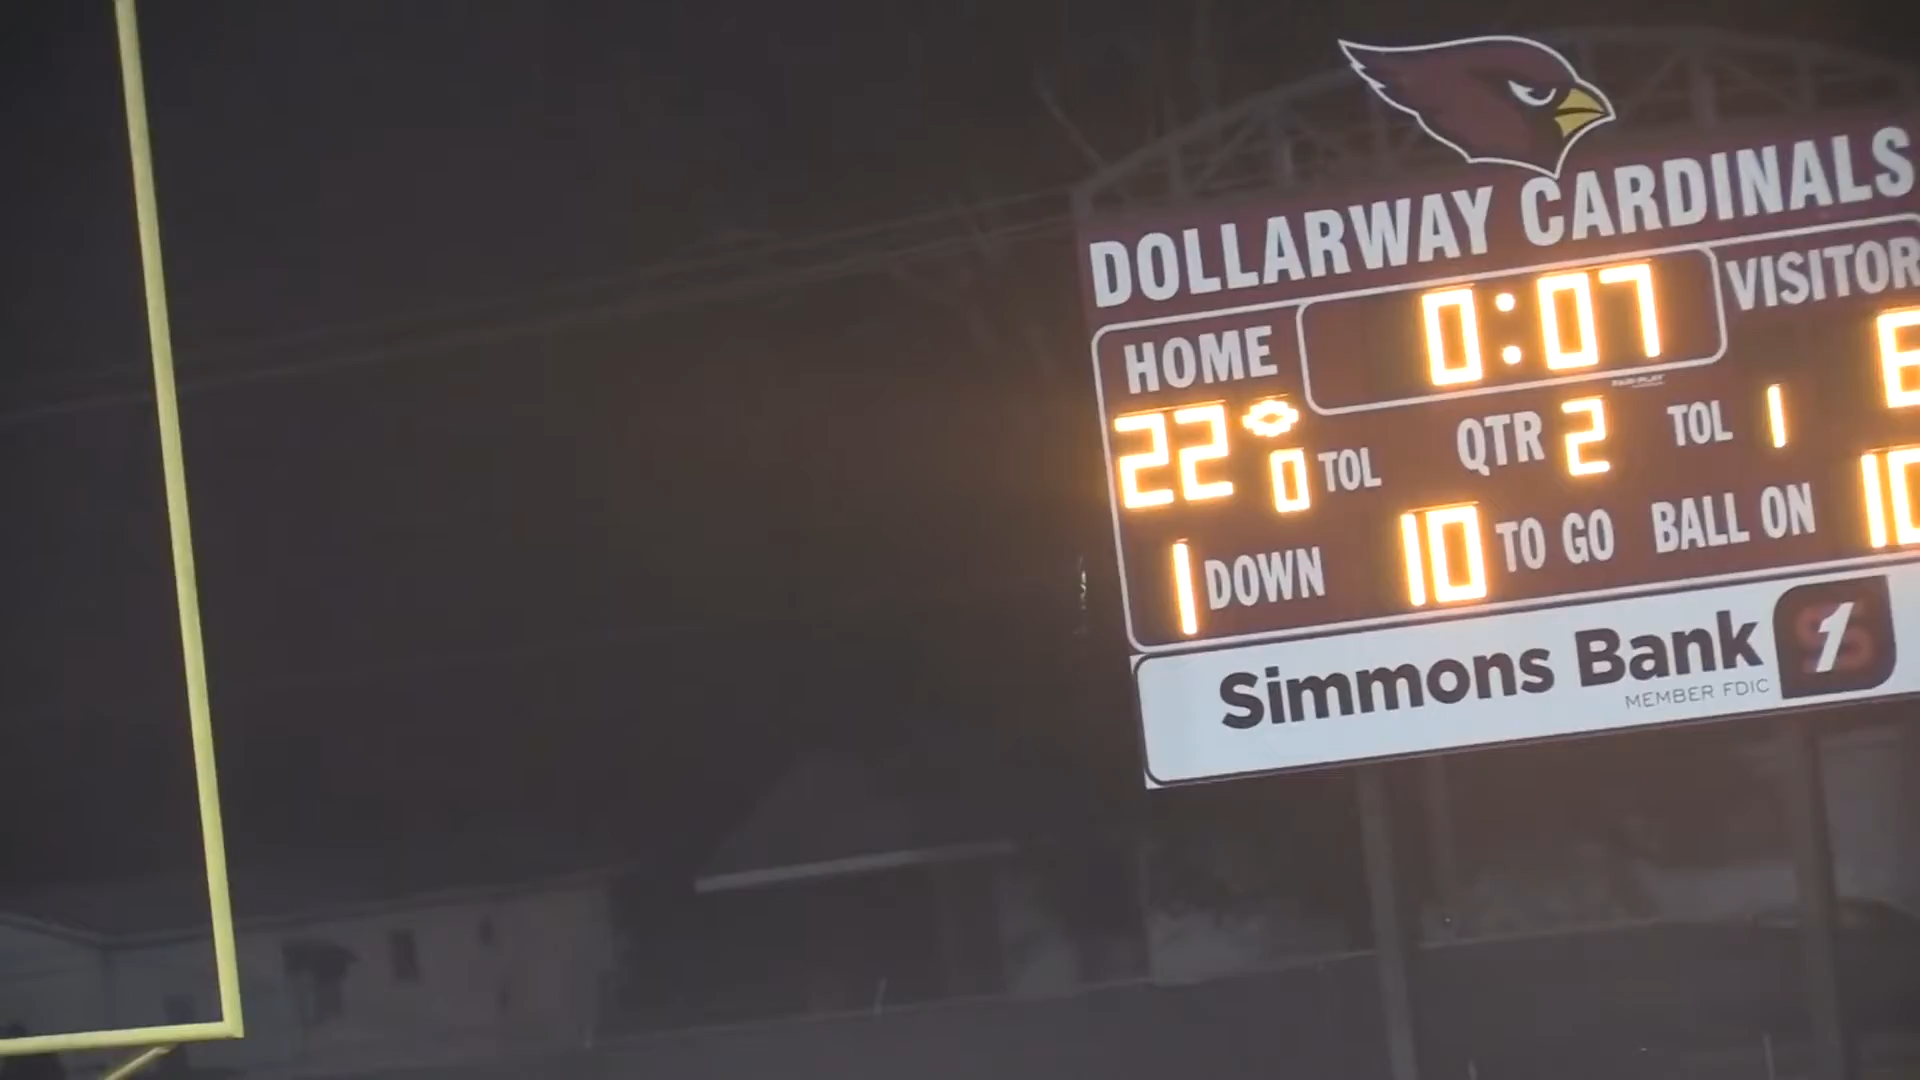 DOLLARWAY CARDINALS
HOME 0:07 VISITOR
22 0 TOL QTR 2 TOL 1
1 DOWN 10 TO GO BALL ON 10
Simmons Bank
MEMBER FDIC